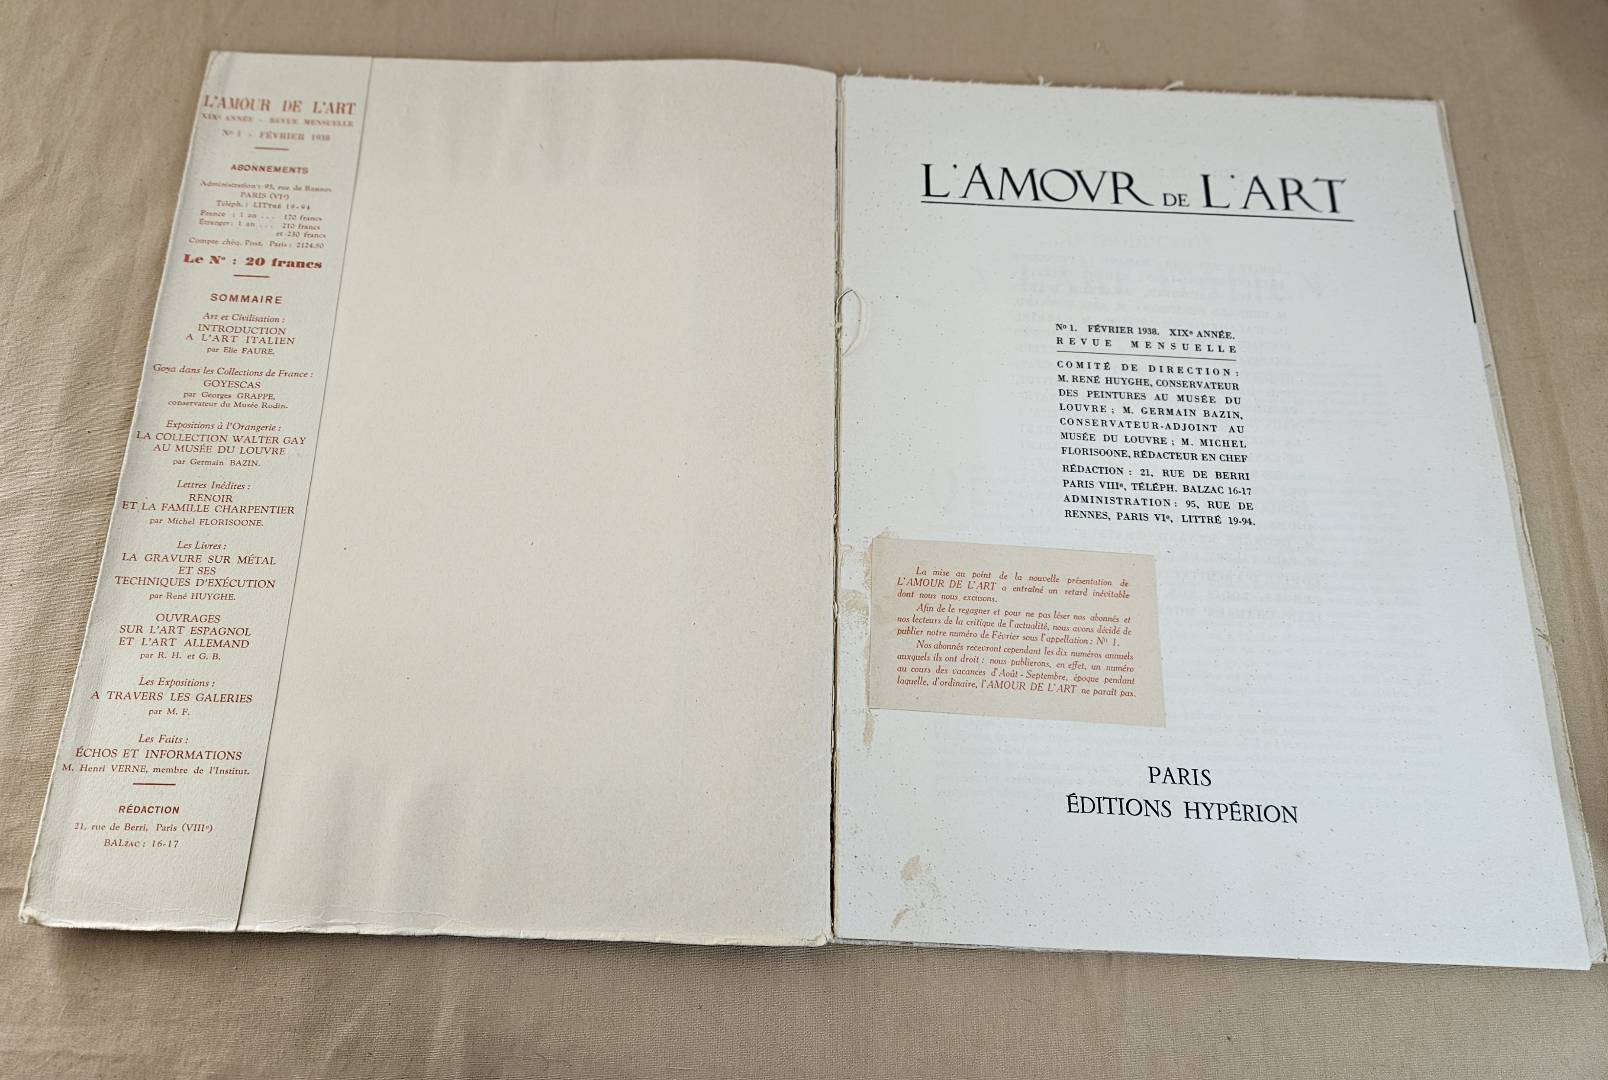 L'AMOUR DE L'ART
XIXe ANNÉE - REVUE MENSUELLE
No 1 - FÉVRIER 1938
ABONNEMENTS
Administration : 95, rue de Rennes
PARIS (VIe)
Téléph. : LITTRÉ 19-94
France : 1 an ... 170 francs
Étranger : 1 an ... 210 francs
et 230 francs
Compte chèq. Post. Paris : 2124.50
Le No : 20 francs
SOMMAIRE
Art et Civilisation :
INTRODUCTION
A L'ART ITALIEN
par Elie FAURE.
Goya dans les Collections de France :
GOYESCAS
par Georges GRAPPE,
conservateur du Musée Rodin.
Expositions à l'Orangerie :
LA COLLECTION WALTER GAY
AU MUSÉE DU LOUVRE
par Germain BAZIN.
Lettres Inédites :
RENOIR
ET LA FAMILLE CHARPENTIER
par Michel FLORISOONE.
Les Livres :
LA GRAVURE SUR MÉTAL
ET SES
TECHNIQUES D'EXÉCUTION
par René HUYGHE.
OUVRAGES
SUR L'ART ESPAGNOL
ET L'ART ALLEMAND
par R. H. et G. B.
Les Expositions :
A TRAVERS LES GALERIES
par M. F.
Les Faits :
ÉCHOS ET INFORMATIONS
M. Henri VERNE, membre de l'Institut.
RÉDACTION
21, rue de Berri, Paris (VIIIe)
BALZAC : 16-17
L'AMOVR DE L'ART
No 1. FÉVRIER 1938. XIXe ANNÉE.
REVUE MENSUELLE
COMITÉ DE DIRECTION :
M. RENÉ HUYGHE, CONSERVATEUR
DES PEINTURES AU MUSÉE DU
LOUVRE ; M. GERMAIN BAZIN,
CONSERVATEUR-ADJOINT AU
MUSÉE DU LOUVRE ; M. MICHEL
FLORISOONE, RÉDACTEUR EN CHEF
RÉDACTION : 21, RUE DE BERRI
PARIS VIIIe, TÉLÉPH. BALZAC 16-17
ADMINISTRATION : 95, RUE DE
RENNES, PARIS VIe, LITTRÉ 19-94.
La mise au point de la nouvelle présentation de
L'AMOUR DE L'ART a entraîné un retard inévitable
dont nous nous excusons.
Afin de le regagner et pour ne pas léser nos abonnés et
nos lecteurs de la critique de l'actualité, nous avons décidé de
publier notre numéro de Février sous l'appellation : No 1.
Nos abonnés recevront cependant les dix numéros annuels
auxquels ils ont droit : nous publierons, en effet, un numéro
au cours des vacances d'Août - Septembre, époque pendant
laquelle, d'ordinaire, l'AMOUR DE L'ART ne paraît pas.
PARIS
ÉDITIONS HYPÉRION